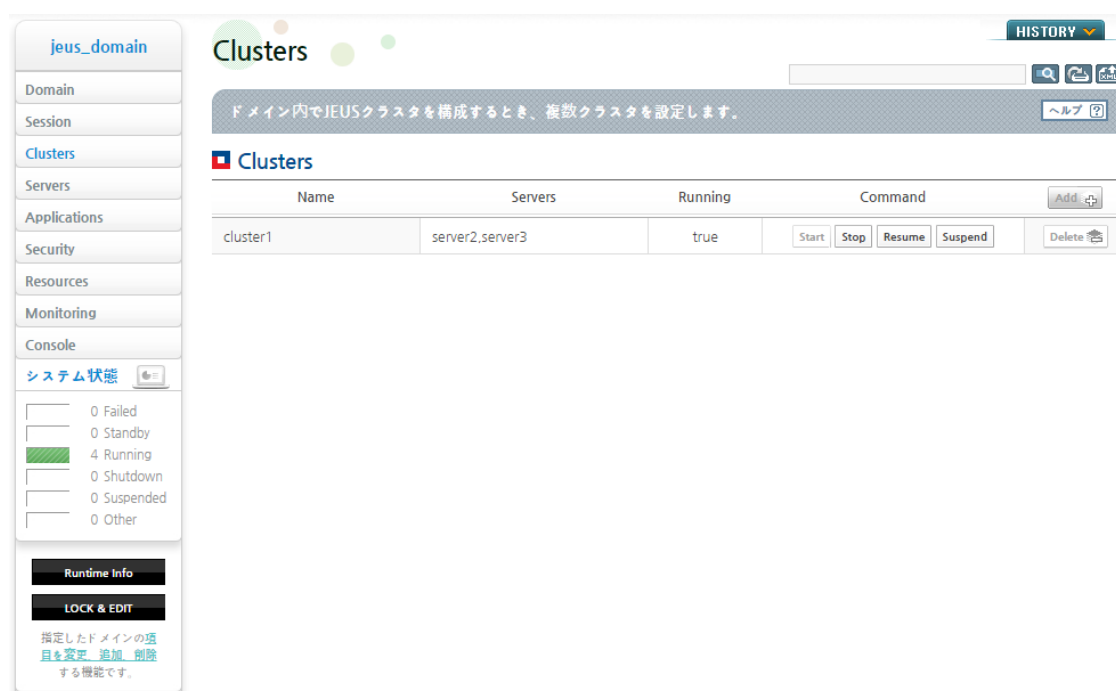 jeus_domain
Domain
Session
Clusters
Servers
Applications
Security
Resources
Monitoring
Console
システム状態
0 Failed
0 Standby
4 Running
0 Shutdown
0 Suspended
0 Other
Runtime Info
LOCK & EDIT
指定したドメインの項
目を変更、追加、削除
する機能です。
Clusters
HISTORY
XML
ドメイン内でJEUSクラスタを構成するとき、複数クラスタを設定します。
ヘルプ ?
Clusters
Name Servers Running Command Add
cluster1 server2,server3 true Start Stop Resume Suspend Delete